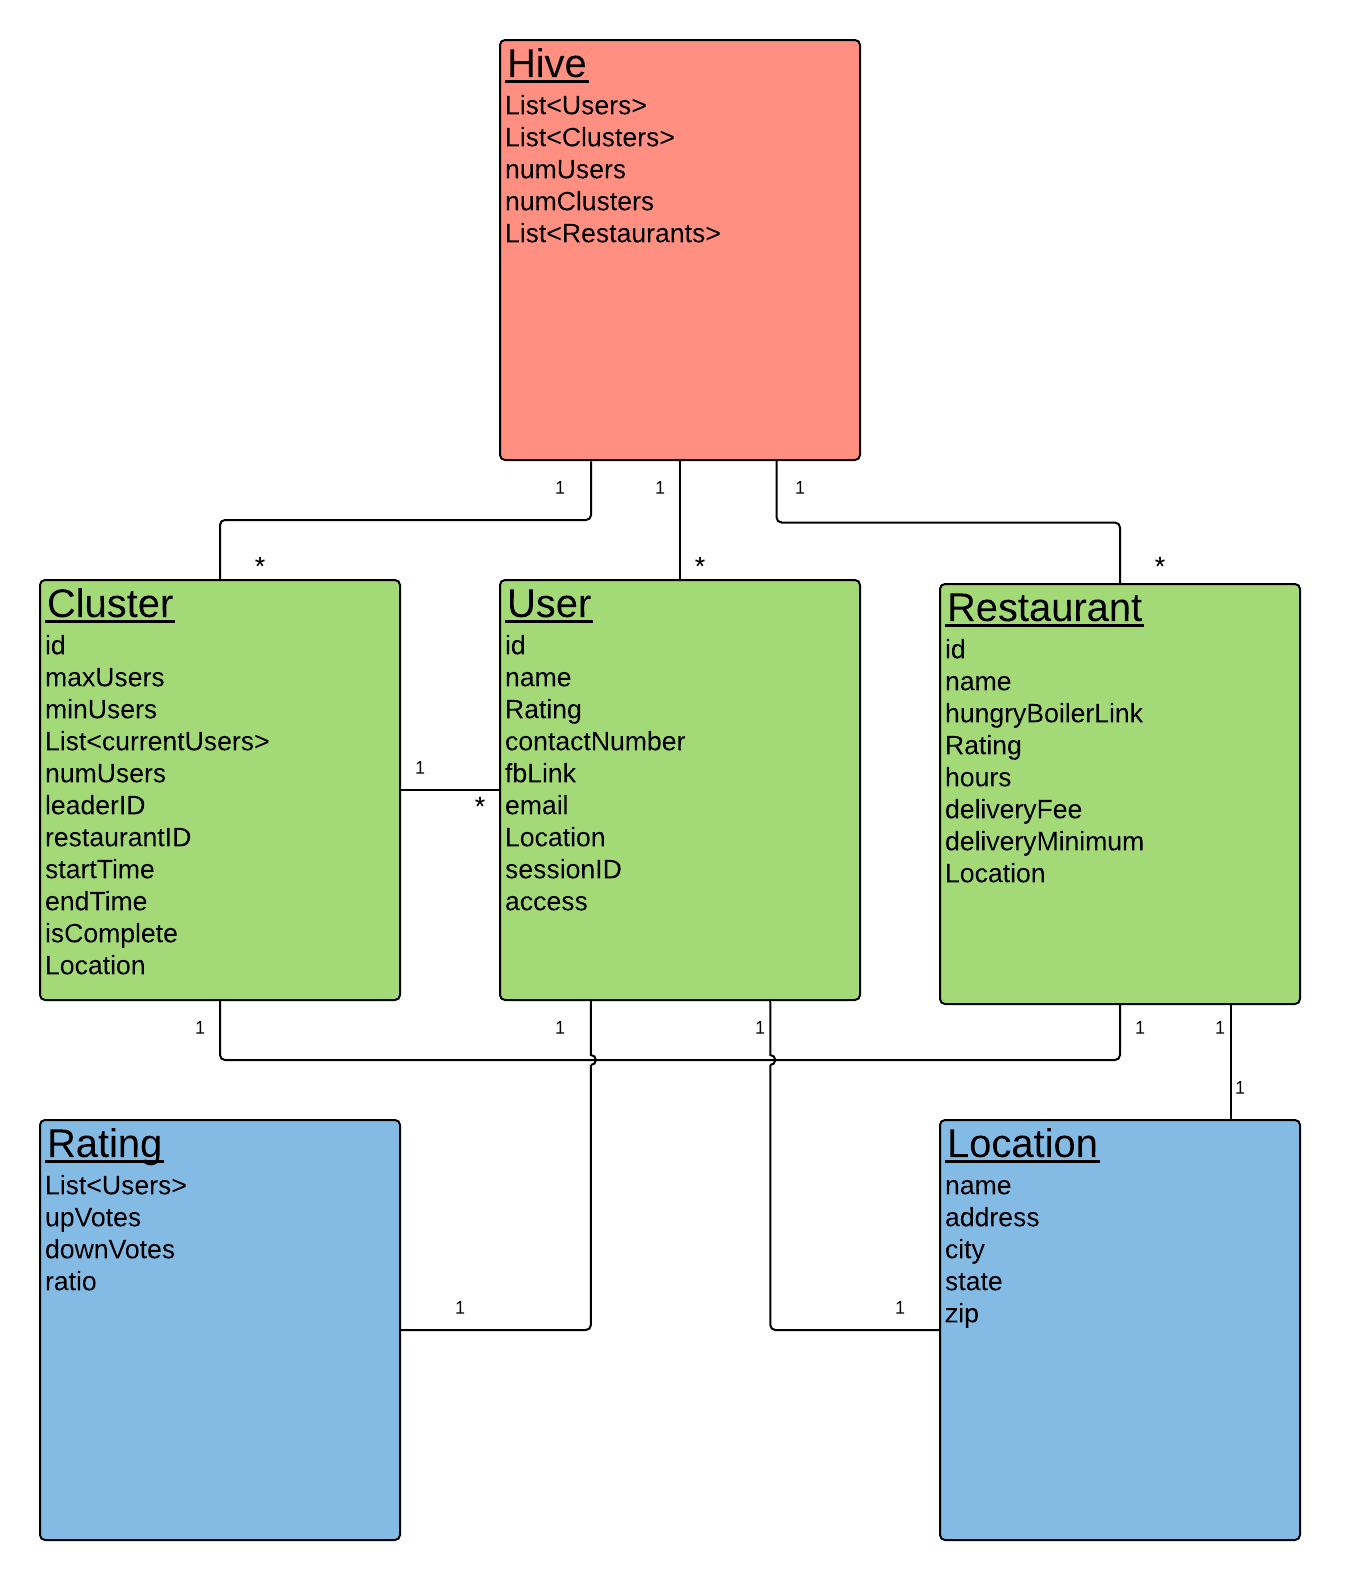 Hive
List<Users>
List<Clusters>
numUsers
numClusters
List<Restaurants>
1
1
1
*
*
*
Cluster
id
maxUsers
minUsers
List<currentUsers>
numUsers
leaderID
restaurantID
startTime
endTime
isComplete
Location
1
*
User
id
name
Rating
contactNumber
fbLink
email
Location
sessionID
access
Restaurant
id
name
hungryBoilerLink
Rating
hours
deliveryFee
deliveryMinimum
Location
1
1
1
1
1
1
Rating
List<Users>
upVotes
downVotes
ratio
1
1
Location
name
address
city
state
zip